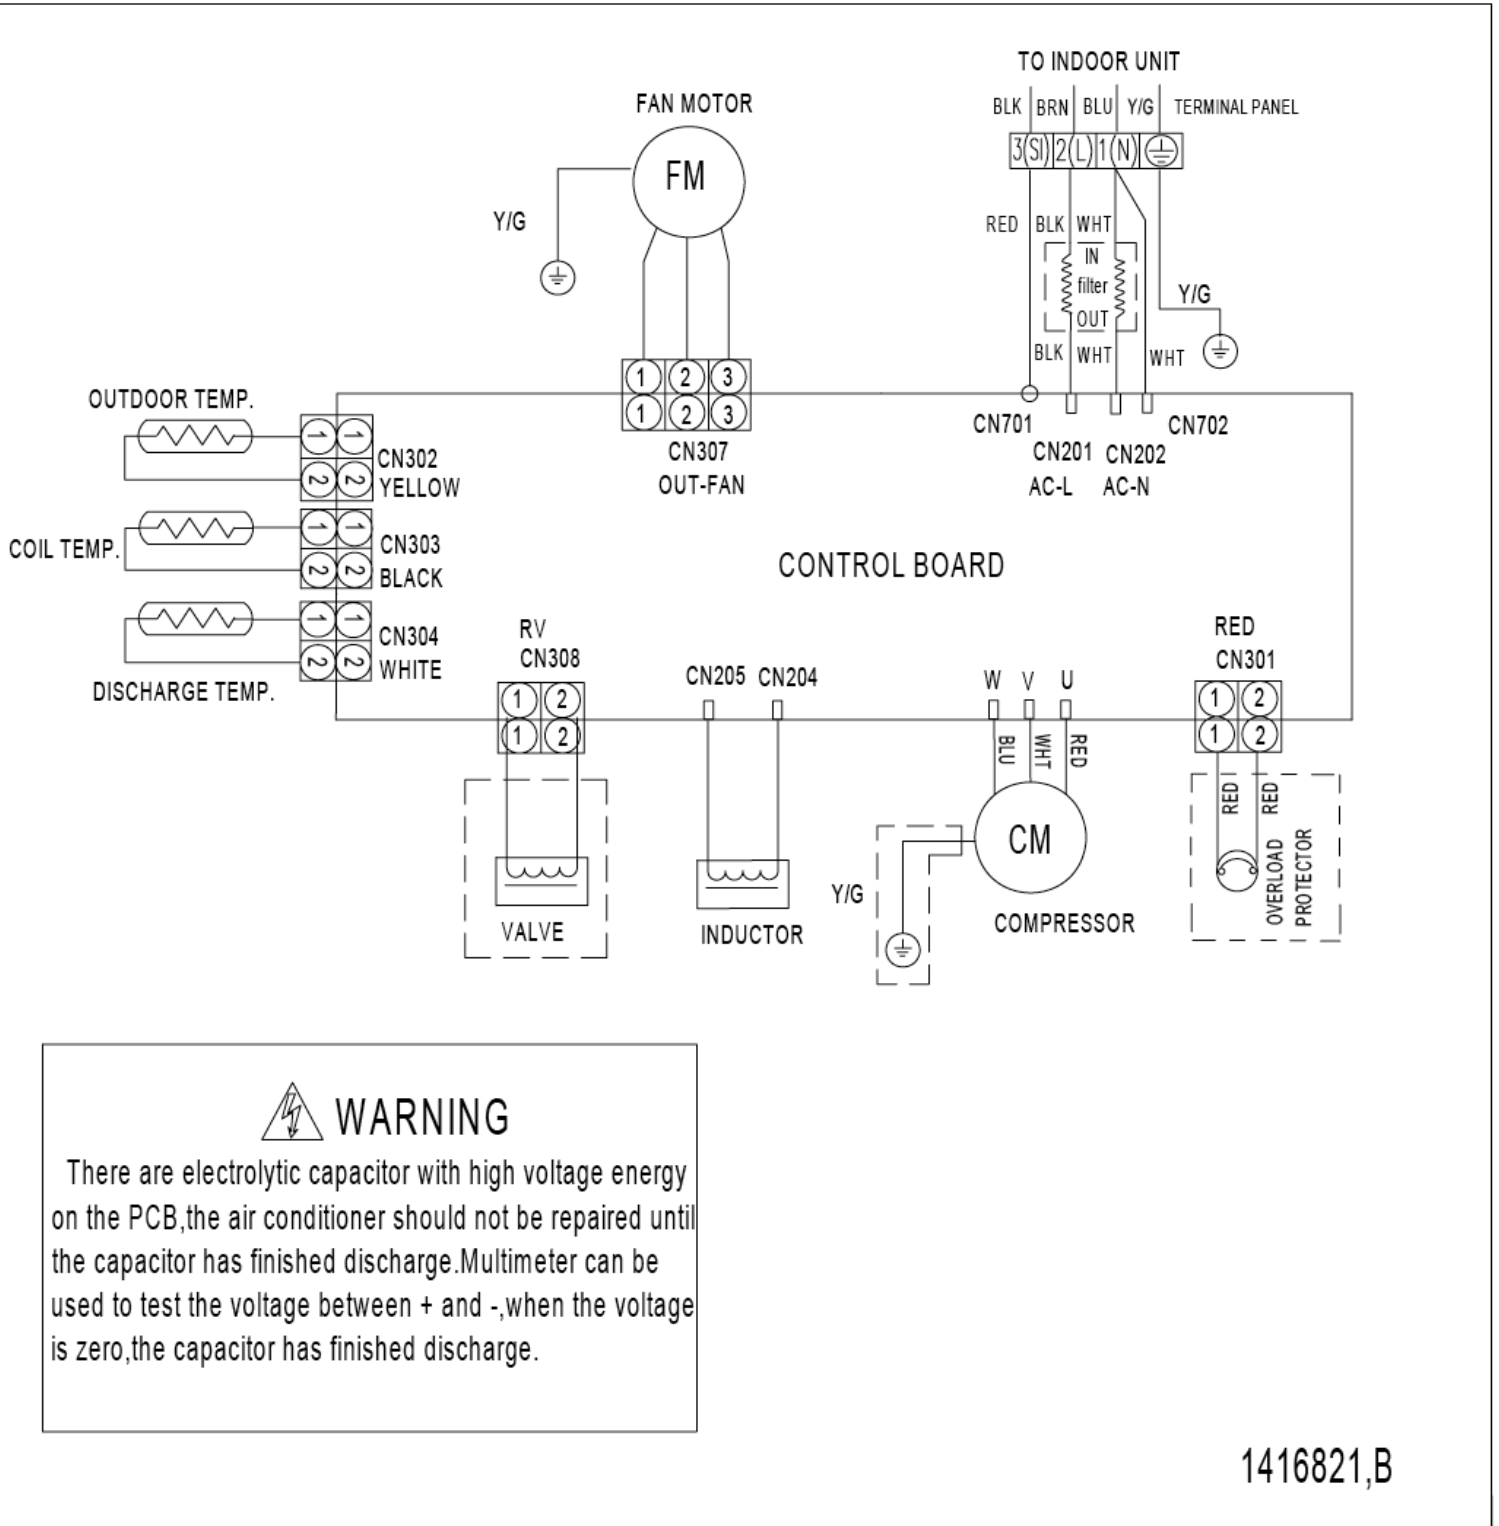 TO INDOOR UNIT
BLK BRN BLU Y/G TERMINAL PANEL
3(SI) 2(L) 1(N)
FAN MOTOR
FM
Y/G
RED BLK WHT
IN
filter
OUT
Y/G
BLK WHT WHT
1 2 3
1 2 3
CN307
OUT-FAN
CN701
CN201
AC-L
CN202
AC-N
CN702
OUTDOOR TEMP.
1 1
2 2
CN302
YELLOW
COIL TEMP.
1 1
2 2
CN303
BLACK
1 1
2 2
CN304
WHITE
DISCHARGE TEMP.
CONTROL BOARD
RV
CN308
1 2
1 2
VALVE
CN205 CN204
INDUCTOR
W V U
BLU WHT RED
CM
Y/G
COMPRESSOR
RED
CN301
1 2
1 2
RED RED
OVERLOAD
PROTECTOR
WARNING
There are electrolytic capacitor with high voltage energy
on the PCB,the air conditioner should not be repaired until
the capacitor has finished discharge.Multimeter can be
used to test the voltage between + and -,when the voltage
is zero,the capacitor has finished discharge.
1416821,B